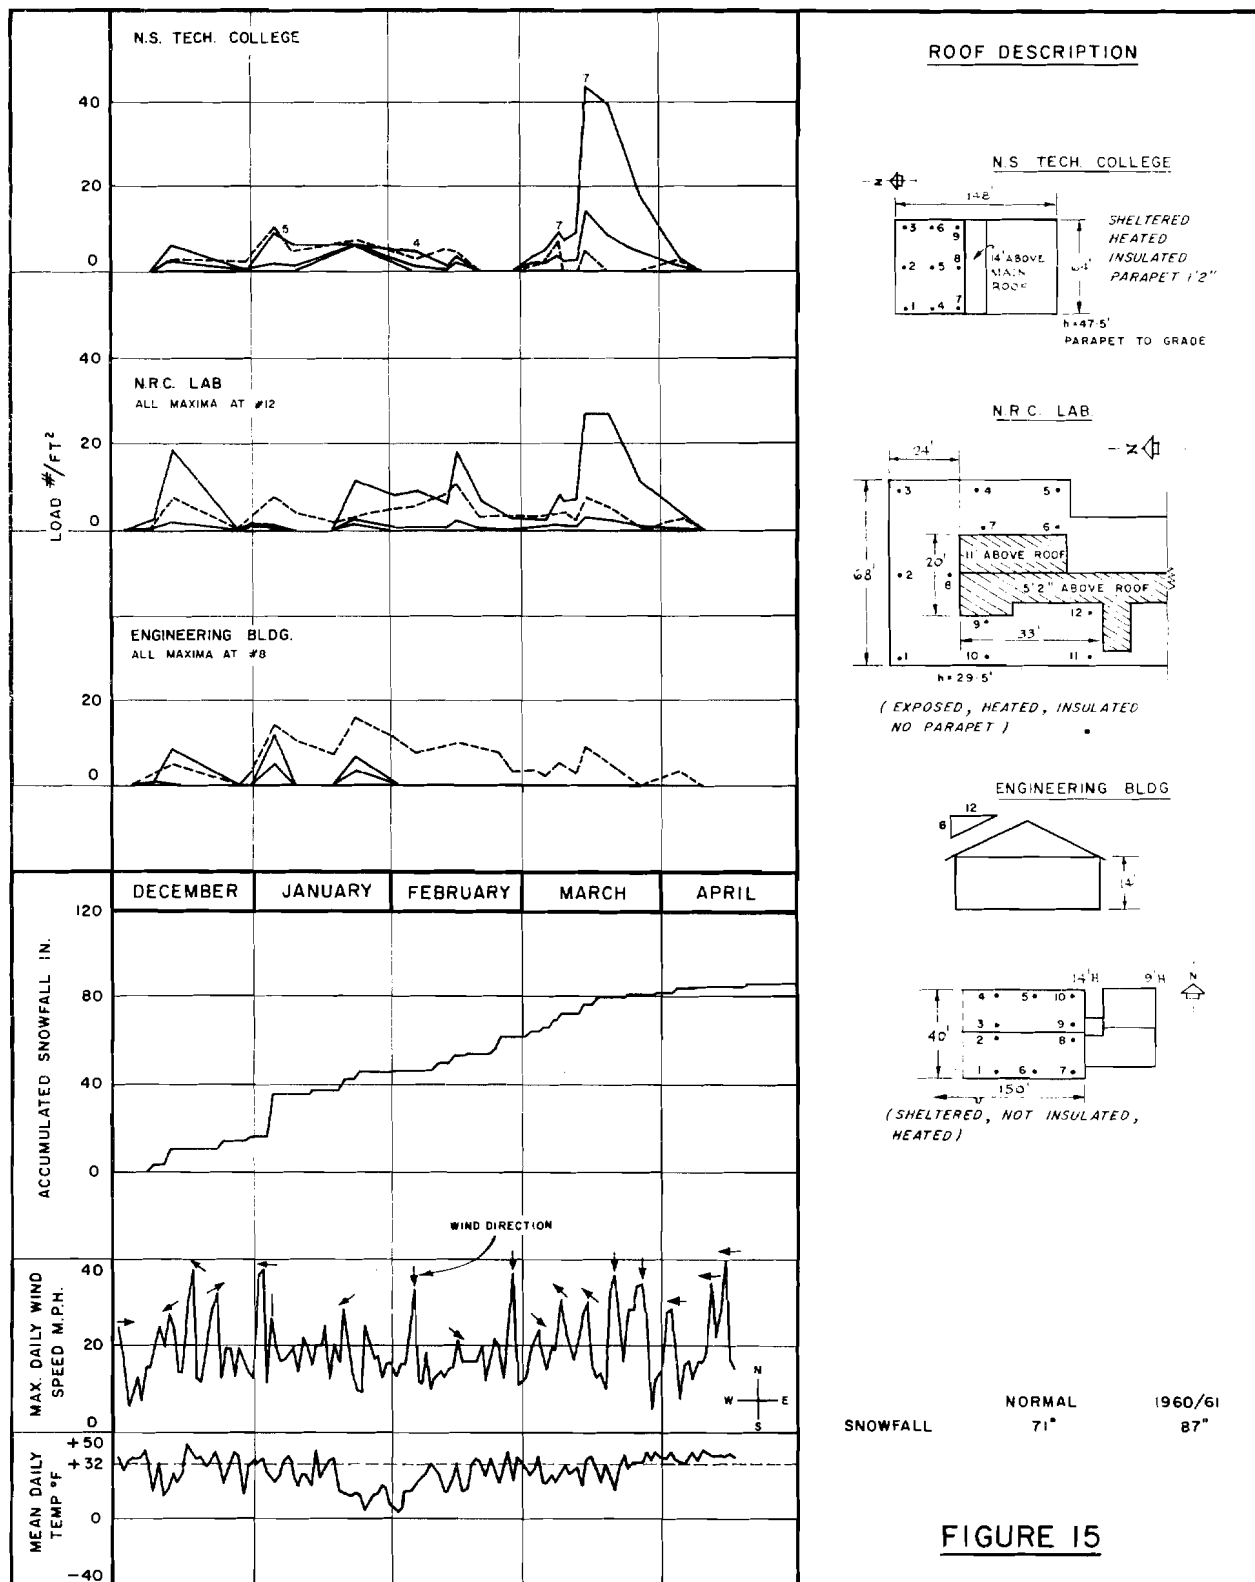 N.S. TECH. COLLEGE
40
20
0
7
5
4
7
40
N.R.C. LAB
ALL MAXIMA AT #12
20
0
LOAD #/FT²
ENGINEERING BLDG.
ALL MAXIMA AT #8
20
0
DECEMBER JANUARY FEBRUARY MARCH APRIL
120
80
40
0
ACCUMULATED SNOWFALL IN.
WIND DIRECTION
40
20
0
MAX. DAILY WIND
SPEED M.P.H.
N
W E
S
+50
+32
0
-40
MEAN DAILY
TEMP °F
ROOF DESCRIPTION
N.S. TECH. COLLEGE
N
148'
3 6 9
2 5 8
1 4 7
14' ABOVE
MAIN
ROOF
64'
SHELTERED
HEATED
INSULATED
PARAPET 1'2"
h=47.5'
PARAPET TO GRADE
N.R.C. LAB.
N
24'
3 4 5
7 6
11' ABOVE ROOF
68'
20'
2 8
5'2" ABOVE ROOF
9 12
33'
1 10 11
h=29.5'
(EXPOSED, HEATED, INSULATED
NO PARAPET)
ENGINEERING BLDG
12
6
14'
14'H 9'H N
4 5 10
3 9
2 8
1 6 7
40'
150'
(SHELTERED, NOT INSULATED,
HEATED)
NORMAL 1960/61
SNOWFALL 71" 87"
FIGURE 15